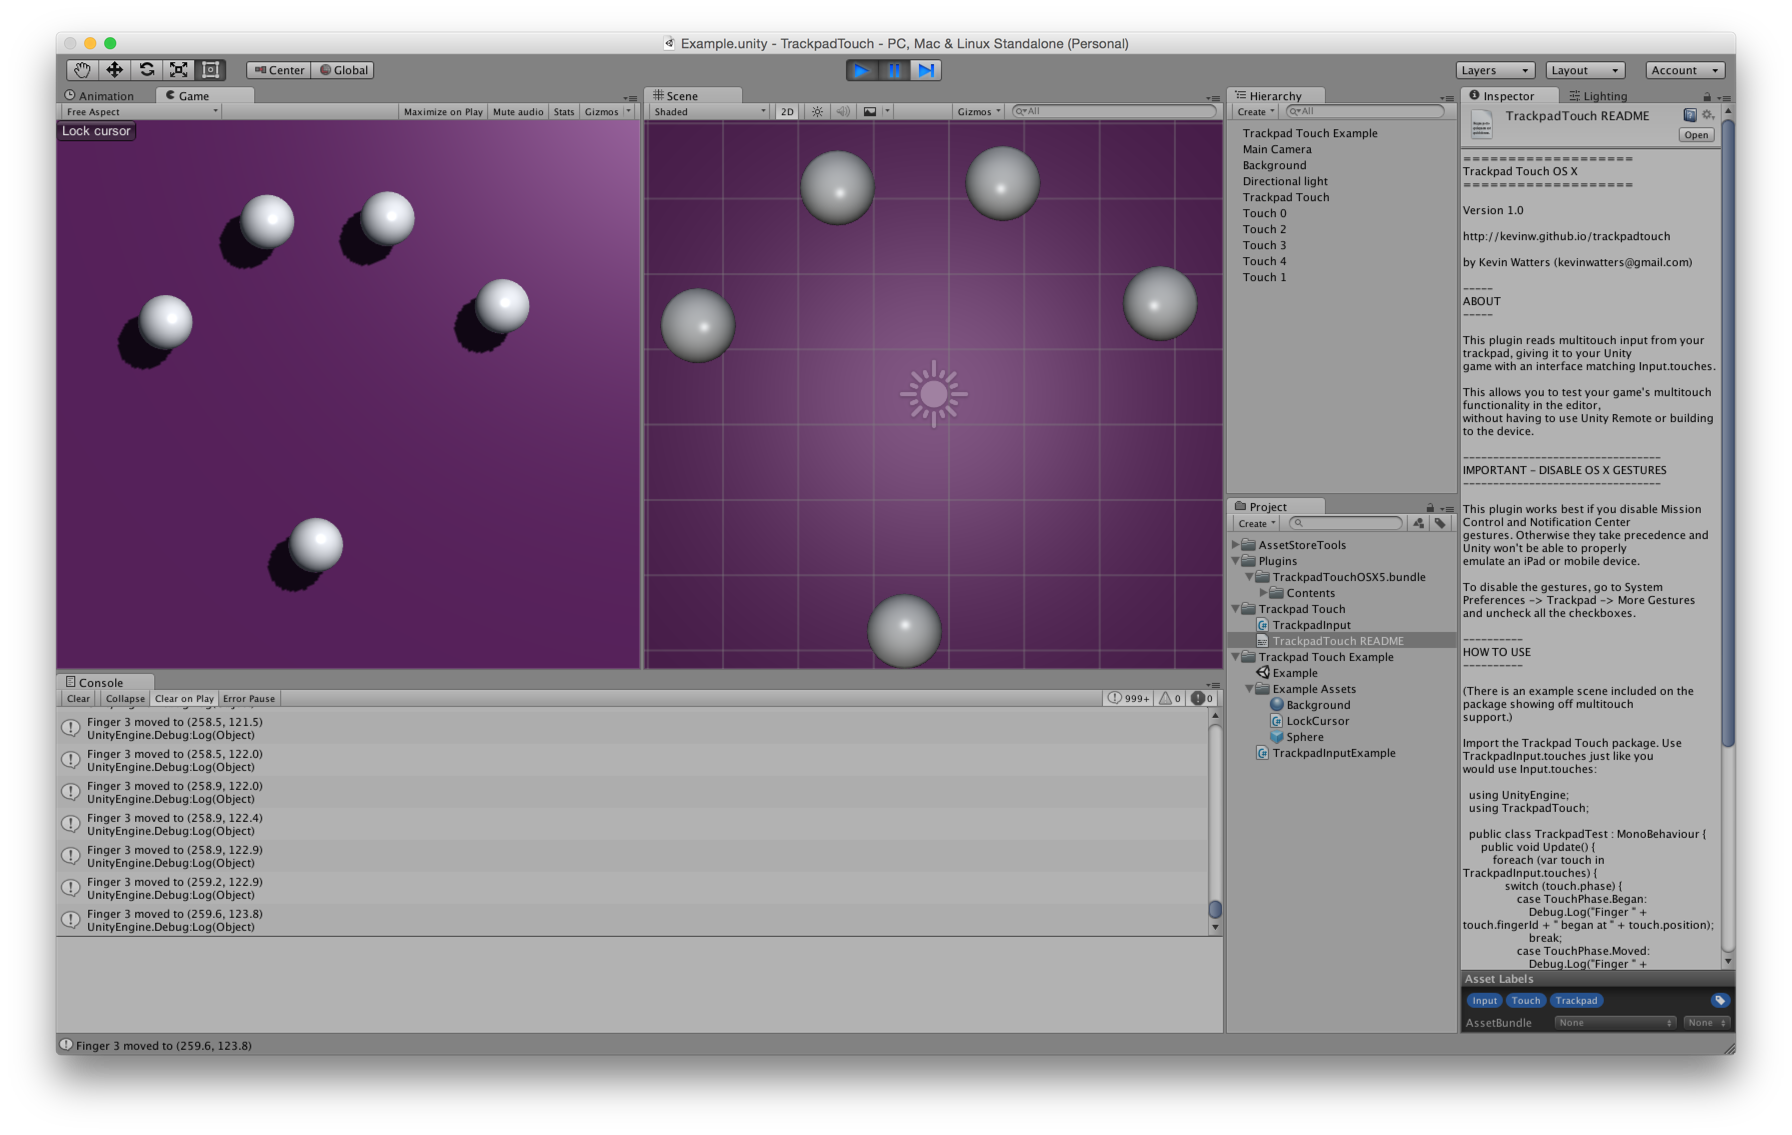 Example.unity - TrackpadTouch - PC, Mac & Linux Standalone (Personal)
Center Global
Layers Layout Account
Animation Game
Free Aspect Maximize on Play Mute audio Stats Gizmos
Lock cursor
Scene
Shaded 2D Gizmos All
Hierarchy
Create All
Trackpad Touch Example
Main Camera
Background
Directional light
Trackpad Touch
Touch 0
Touch 2
Touch 3
Touch 4
Touch 1
Project
Create
AssetStoreTools
Plugins
TrackpadTouchOSX5.bundle
Contents
Trackpad Touch
TrackpadInput
TrackpadTouch README
Trackpad Touch Example
Example
Example Assets
Background
LockCursor
Sphere
TrackpadInputExample
Inspector Lighting
TrackpadTouch README
Open
===================
Trackpad Touch OS X
===================
Version 1.0
http://kevinw.github.io/trackpadtouch
by Kevin Watters (kevinwatters@gmail.com)
-----
ABOUT
-----
This plugin reads multitouch input from your
trackpad, giving it to your Unity
game with an interface matching Input.touches.
This allows you to test your game's multitouch
functionality in the editor,
without having to use Unity Remote or building
to the device.
--------------------------------
IMPORTANT - DISABLE OS X GESTURES
--------------------------------
This plugin works best if you disable Mission
Control and Notification Center
gestures. Otherwise they take precedence and
Unity won't be able to properly
emulate an iPad or mobile device.
To disable the gestures, go to System
Preferences -> Trackpad -> More Gestures
and uncheck all the checkboxes.
----------
HOW TO USE
----------
(There is an example scene included on the
package showing off multitouch
support.)
Import the Trackpad Touch package. Use
TrackpadInput.touches just like you
would use Input.touches:
using UnityEngine;
using TrackpadTouch;
public class TrackpadTest : MonoBehaviour {
public void Update() {
foreach (var touch in
TrackpadInput.touches) {
switch (touch.phase) {
case TouchPhase.Began:
Debug.Log("Finger " +
touch.fingerId + " began at " + touch.position);
break;
case TouchPhase.Moved:
Debug.Log("Finger " +
Asset Labels
Input Touch Trackpad
AssetBundle None None
Console
Clear Collapse Clear on Play Error Pause 999+ 0 0
Finger 3 moved to (258.5, 121.5)
UnityEngine.Debug:Log(Object)
Finger 3 moved to (258.5, 122.0)
UnityEngine.Debug:Log(Object)
Finger 3 moved to (258.9, 122.0)
UnityEngine.Debug:Log(Object)
Finger 3 moved to (258.9, 122.4)
UnityEngine.Debug:Log(Object)
Finger 3 moved to (258.9, 122.9)
UnityEngine.Debug:Log(Object)
Finger 3 moved to (259.2, 122.9)
UnityEngine.Debug:Log(Object)
Finger 3 moved to (259.6, 123.8)
UnityEngine.Debug:Log(Object)
Finger 3 moved to (259.6, 123.8)